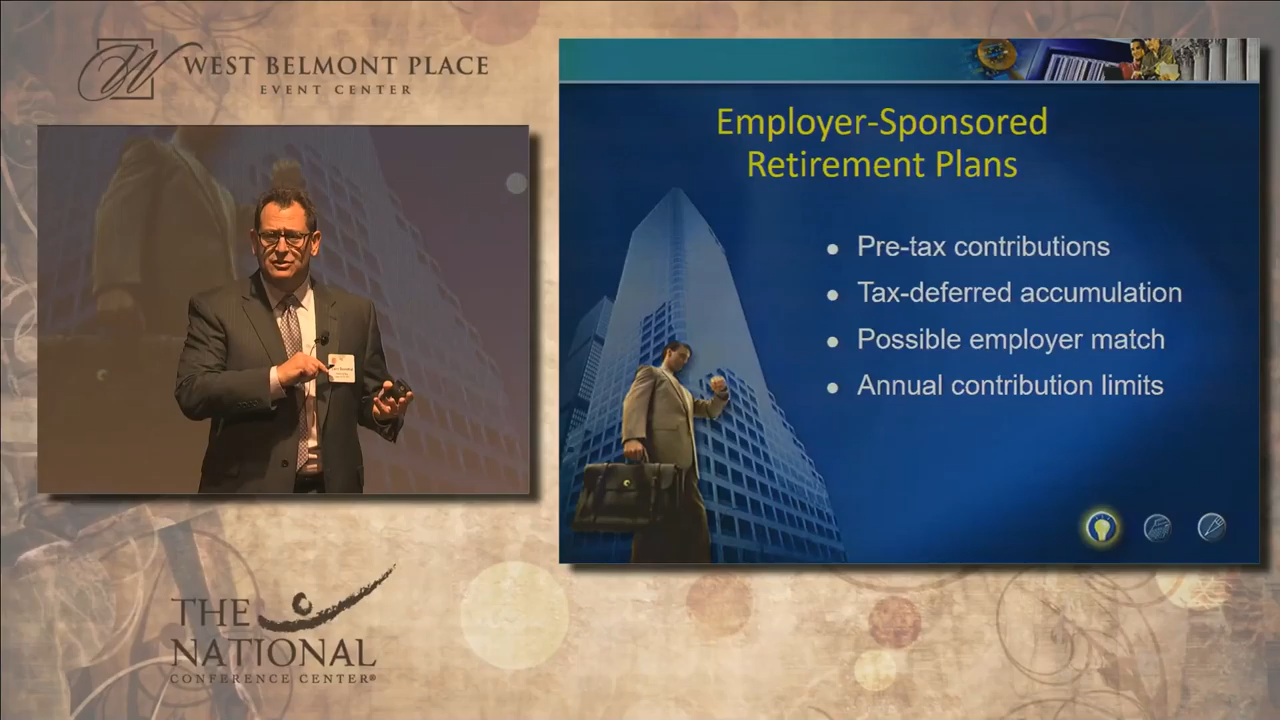 WEST BELMONT PLACE
EVENT CENTER
Employer-Sponsored
Retirement Plans
• Pre-tax contributions
• Tax-deferred accumulation
• Possible employer match
• Annual contribution limits
THE
NATIONAL
CONFERENCE CENTER®